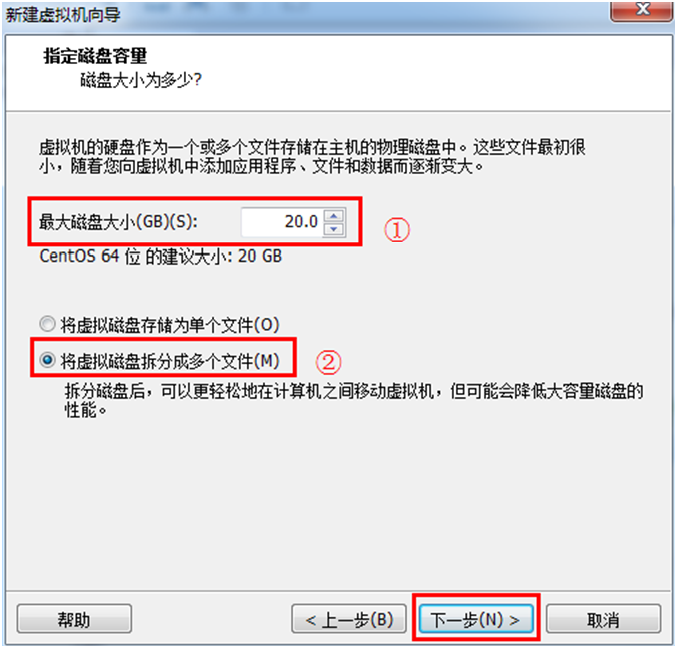 新建虚拟机向导
指定磁盘容量
磁盘大小为多少?
虚拟机的硬盘作为一个或多个文件存储在主机的物理磁盘中。这些文件最初很
小，随着您向虚拟机中添加应用程序、文件和数据而逐渐变大。
最大磁盘大小(GB)(S): 20.0 ①
CentOS 64 位 的建议大小: 20 GB
将虚拟磁盘存储为单个文件(O)
将虚拟磁盘拆分成多个文件(M) ②
拆分磁盘后，可以更轻松地在计算机之间移动虚拟机，但可能会降低大容量磁盘的
性能。
帮助 < 上一步(B) 下一步(N) > 取消